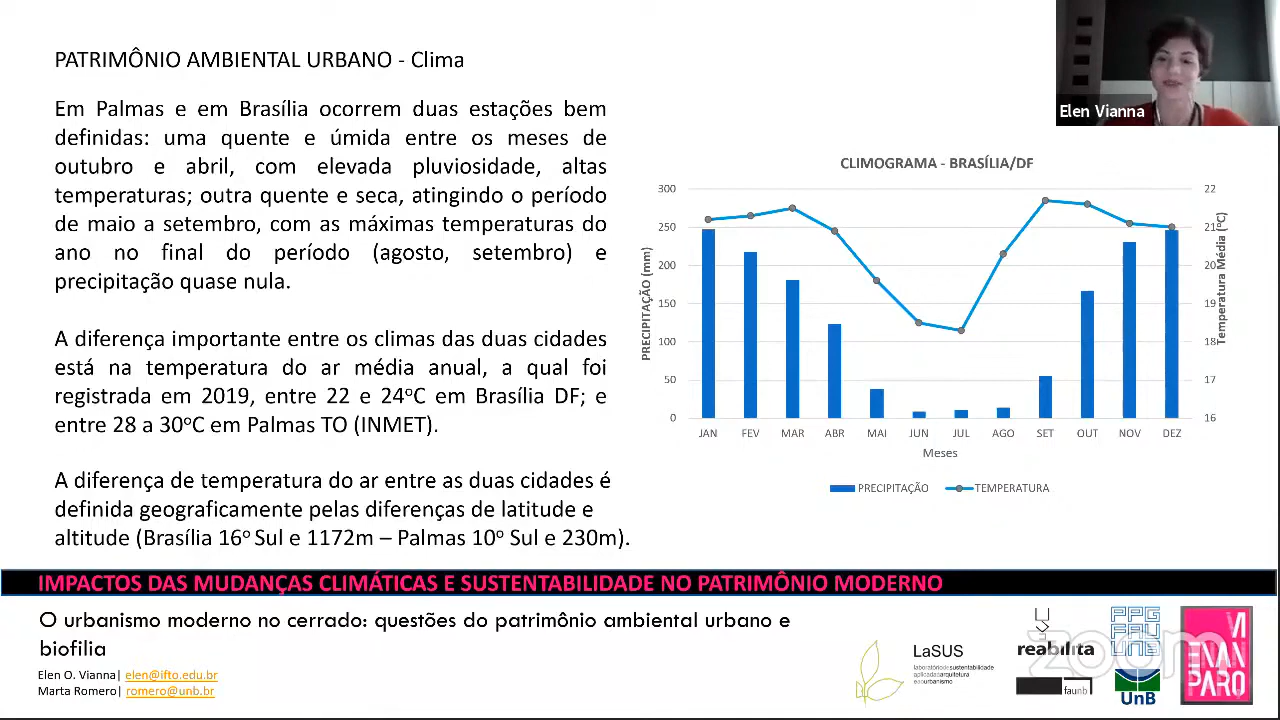 PATRIMÔNIO AMBIENTAL URBANO - Clima
Em Palmas e em Brasília ocorrem duas estações bem
definidas: uma quente e úmida entre os meses de
outubro e abril, com elevada pluviosidade, altas
temperaturas; outra quente e seca, atingindo o período
de maio a setembro, com as máximas temperaturas do
ano no final do período (agosto, setembro) e
precipitação quase nula.
A diferença importante entre os climas das duas cidades
está na temperatura do ar média anual, a qual foi
registrada em 2019, entre 22 e 24ºC em Brasília DF; e
entre 28 a 30ºC em Palmas TO (INMET).
A diferença de temperatura do ar entre as duas cidades é
definida geograficamente pelas diferenças de latitude e
altitude (Brasília 16º Sul e 1172m – Palmas 10º Sul e 230m).
Elen Vianna
CLIMOGRAMA - BRASÍLIA/DF
PRECIPITAÇÃO (mm)
300
250
200
150
100
50
0
22
21
20
19
18
17
16
Temperatura Média (ºC)
JAN FEV MAR ABR MAI JUN JUL AGO SET OUT NOV DEZ
Meses
PRECIPITAÇÃO TEMPERATURA
IMPACTOS DAS MUDANÇAS CLIMÁTICAS E SUSTENTABILIDADE NO PATRIMÔNIO MODERNO
O urbanismo moderno no cerrado: questões do patrimônio ambiental urbano e
biofilia
Elen O. Vianna| elen@ifto.edu.br
Marta Romero| romero@unb.br
LaSUS
laboratório de sustentabilidade
aplicada a arquitetura
e ao urbanismo
reabilita
faunb
PPG
FAU
UNB
UnB
VI
ENAN
PARQ
zoom